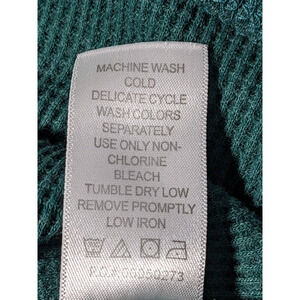 MACHINE WASH
COLD
DELICATE CYCLE
WASH COLORS
SEPARATELY
USE ONLY NON-
CHLORINE
BLEACH
TUMBLE DRY LOW
REMOVE PROMPTLY
LOW IRON
P.O.#.09050273